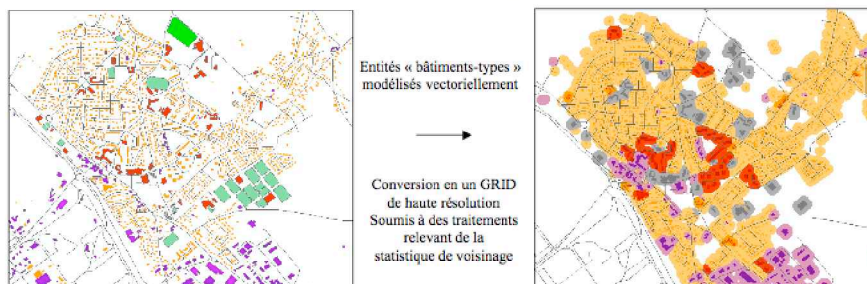 Entités « bâtiments-types »
modélisés vectoriellement
Conversion en un GRID
de haute résolution
Soumis à des traitements
relevant de la
statistique de voisinage